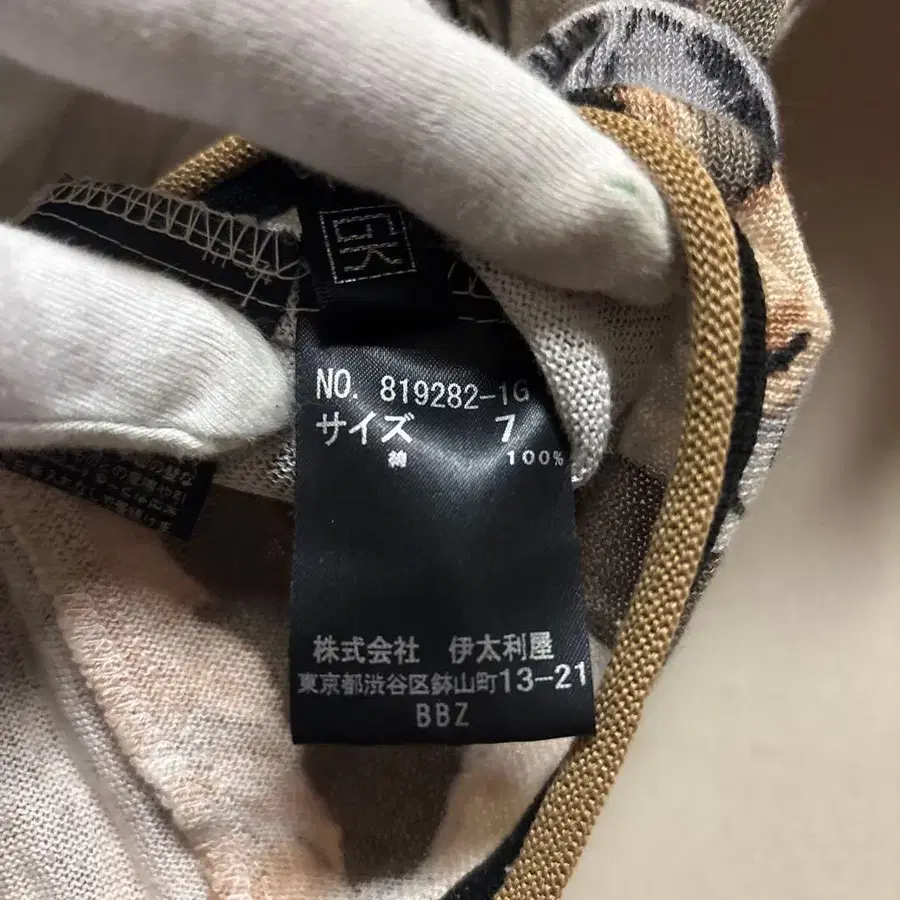 GK
NO. 819282-1G
サイズ 7
綿 100%
株式会社 伊太利屋
東京都渋谷区鉢山町13-21
BBZ